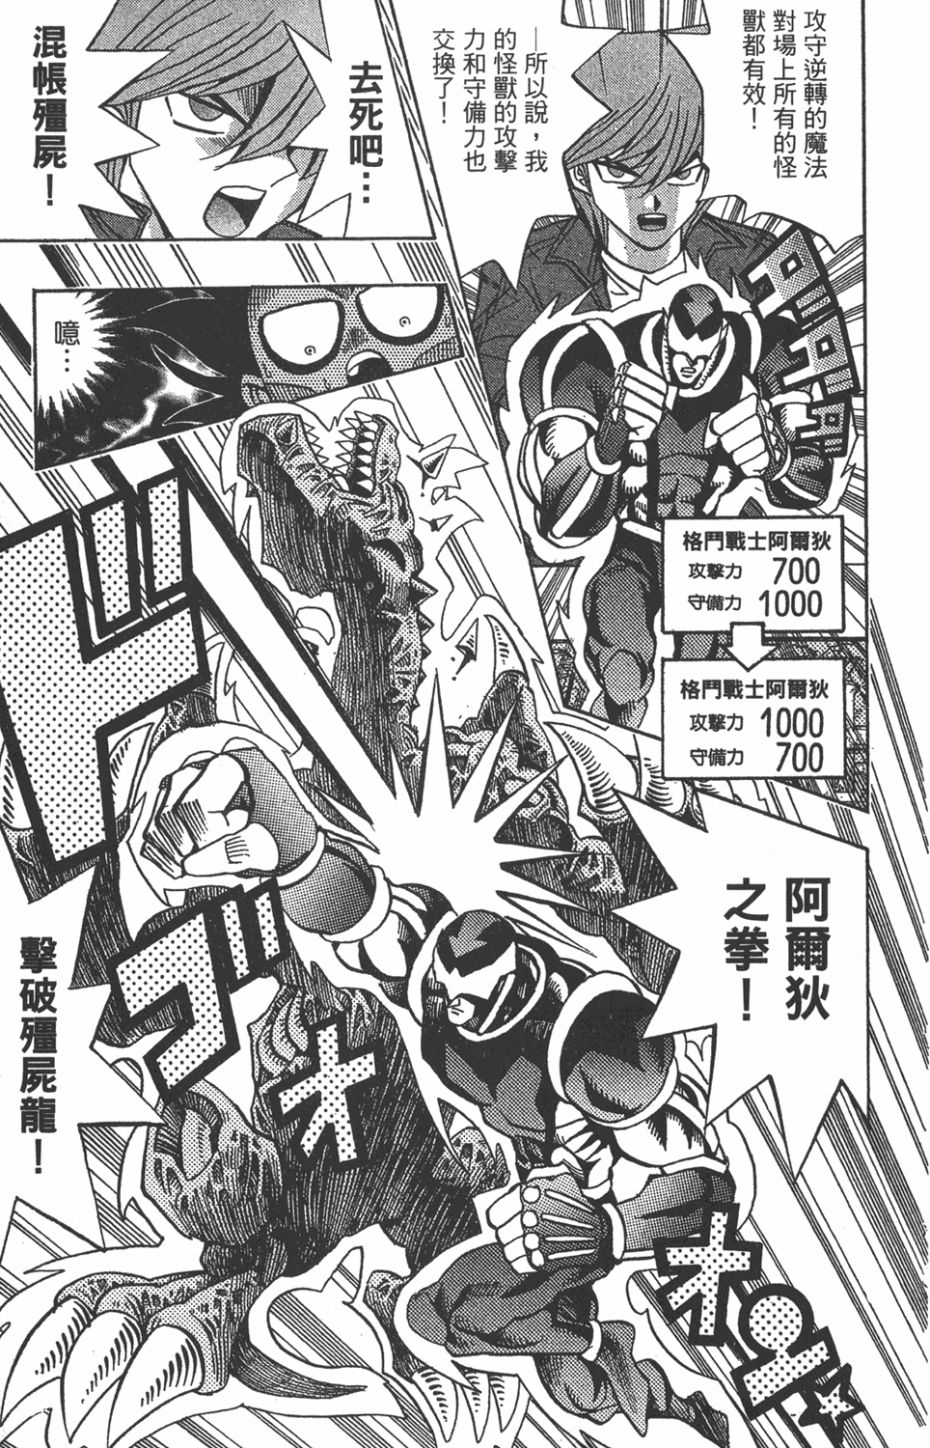 攻守逆轉的魔法
對場上所有的怪
獸都有效！
—所以說，我
的怪獸的攻擊
力和守備力也
交換了！
格鬥戰士阿爾狄
攻擊力 700
守備力 1000
格鬥戰士阿爾狄
攻擊力 1000
守備力 700
去死吧…
混帳殭屍！
噫…
阿爾狄
之拳！
擊破殭屍龍！
ドゴオオ